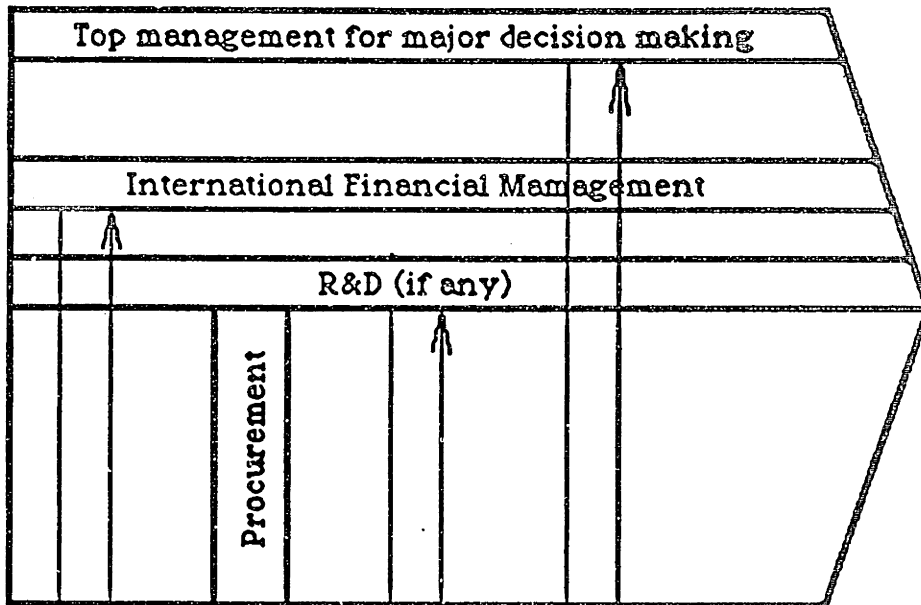 Top management for major decision making
International Financial Mamagement
R&D (if any)
Procurement